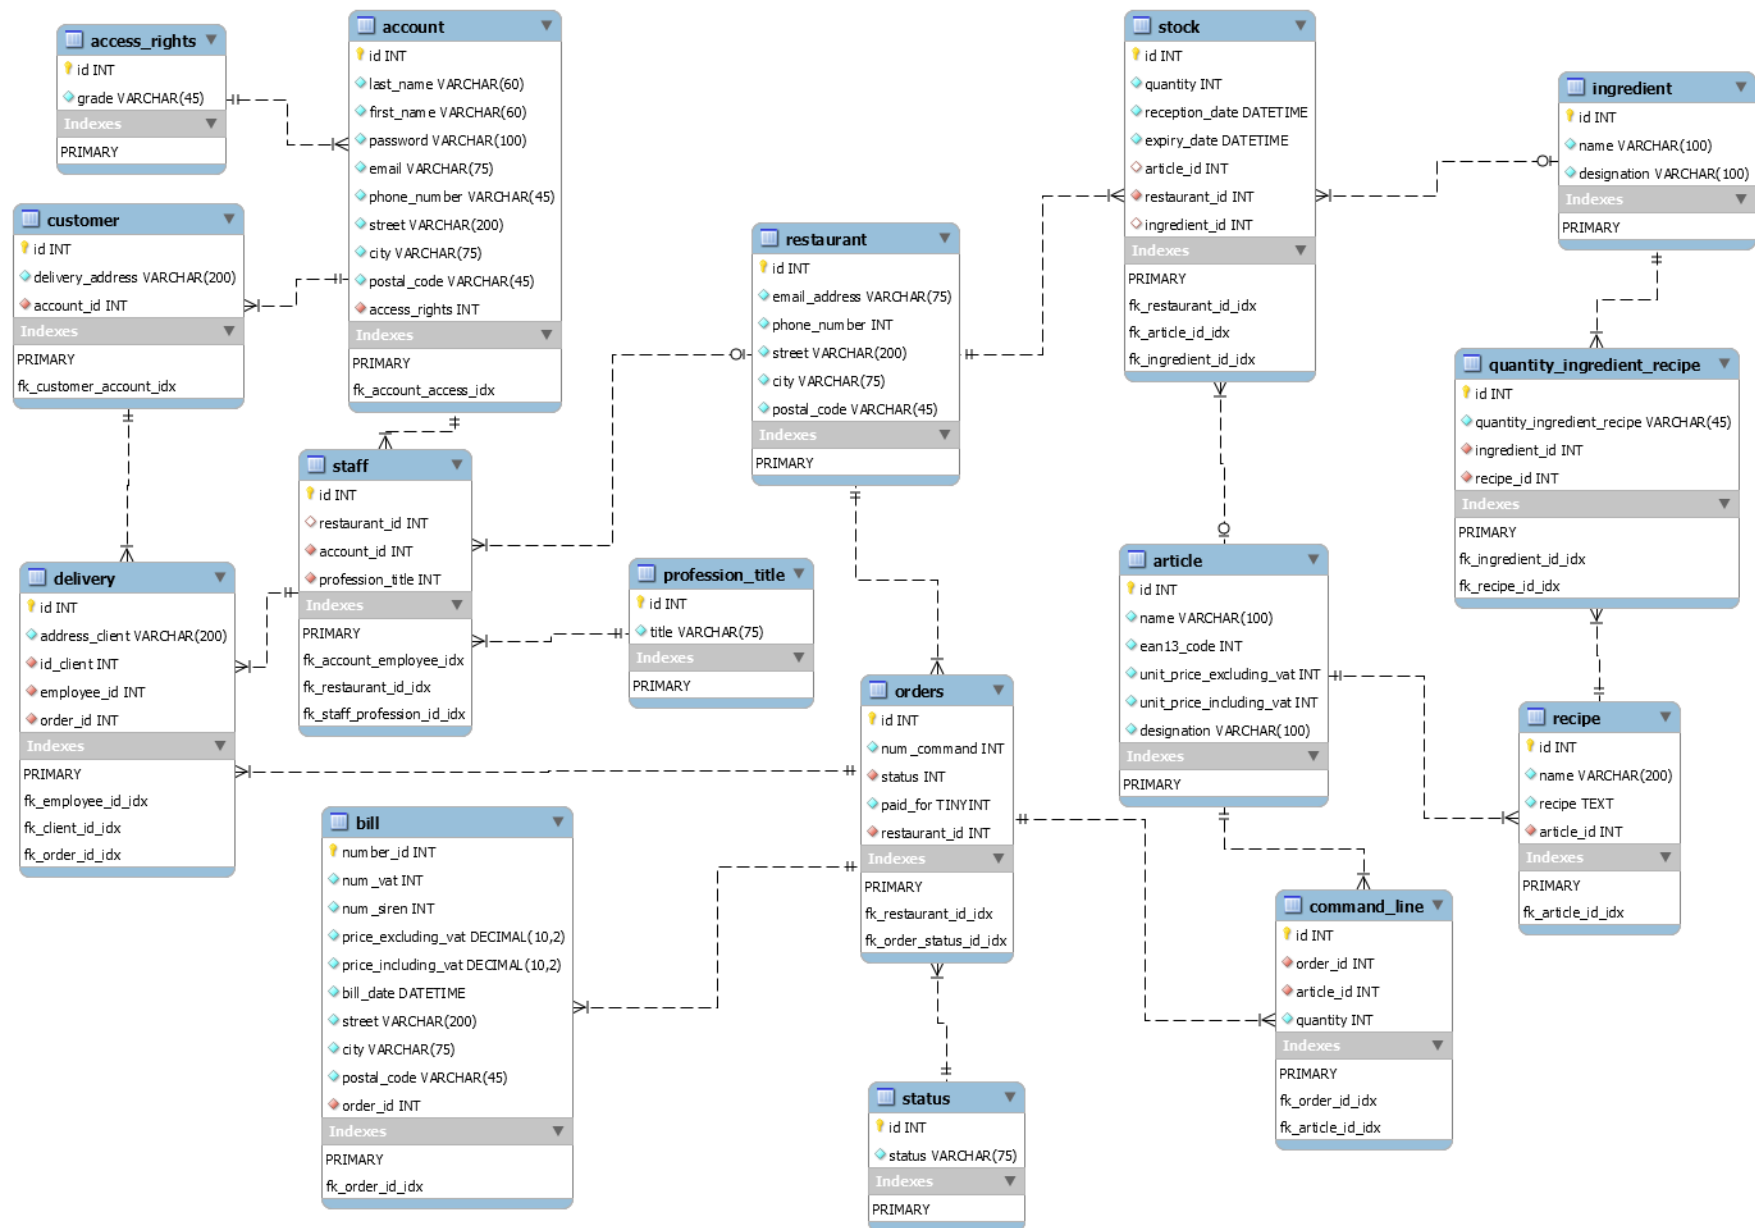 access_rights
id INT
grade VARCHAR(45)
Indexes
PRIMARY
account
id INT
last_name VARCHAR(60)
first_name VARCHAR(60)
password VARCHAR(100)
email VARCHAR(75)
phone_number VARCHAR(45)
street VARCHAR(200)
city VARCHAR(75)
postal_code VARCHAR(45)
access_rights INT
Indexes
PRIMARY
fk_account_access_idx
customer
id INT
delivery_address VARCHAR(200)
account_id INT
Indexes
PRIMARY
fk_customer_account_idx
staff
id INT
restaurant_id INT
account_id INT
profession_title INT
Indexes
PRIMARY
fk_account_employee_idx
fk_restaurant_id_idx
fk_staff_profession_id_idx
delivery
id INT
address_client VARCHAR(200)
id_client INT
employee_id INT
order_id INT
Indexes
PRIMARY
fk_employee_id_idx
fk_client_id_idx
fk_order_id_idx
profession_title
id INT
title VARCHAR(75)
Indexes
PRIMARY
bill
number_id INT
num_vat INT
num_siren INT
price_excluding_vat DECIMAL(10,2)
price_including_vat DECIMAL(10,2)
bill_date DATETIME
street VARCHAR(200)
city VARCHAR(75)
postal_code VARCHAR(45)
order_id INT
Indexes
PRIMARY
fk_order_id_idx
restaurant
id INT
email_address VARCHAR(75)
phone_number INT
street VARCHAR(200)
city VARCHAR(75)
postal_code VARCHAR(45)
Indexes
PRIMARY
orders
id INT
num_command INT
status INT
paid_for TINYINT
restaurant_id INT
Indexes
PRIMARY
fk_restaurant_id_idx
fk_order_status_id_idx
status
id INT
status VARCHAR(75)
Indexes
PRIMARY
stock
id INT
quantity INT
reception_date DATETIME
expiry_date DATETIME
article_id INT
restaurant_id INT
ingredient_id INT
Indexes
PRIMARY
fk_restaurant_id_idx
fk_article_id_idx
fk_ingredient_id_idx
article
id INT
name VARCHAR(100)
ean13_code INT
unit_price_excluding_vat INT
unit_price_including_vat INT
designation VARCHAR(100)
Indexes
PRIMARY
command_line
id INT
order_id INT
article_id INT
quantity INT
Indexes
PRIMARY
fk_order_id_idx
fk_article_id_idx
ingredient
id INT
name VARCHAR(100)
designation VARCHAR(100)
Indexes
PRIMARY
quantity_ingredient_recipe
id INT
quantity_ingredient_recipe VARCHAR(45)
ingredient_id INT
recipe_id INT
Indexes
PRIMARY
fk_ingredient_id_idx
fk_recipe_id_idx
recipe
id INT
name VARCHAR(200)
recipe TEXT
article_id INT
Indexes
PRIMARY
fk_article_id_idx